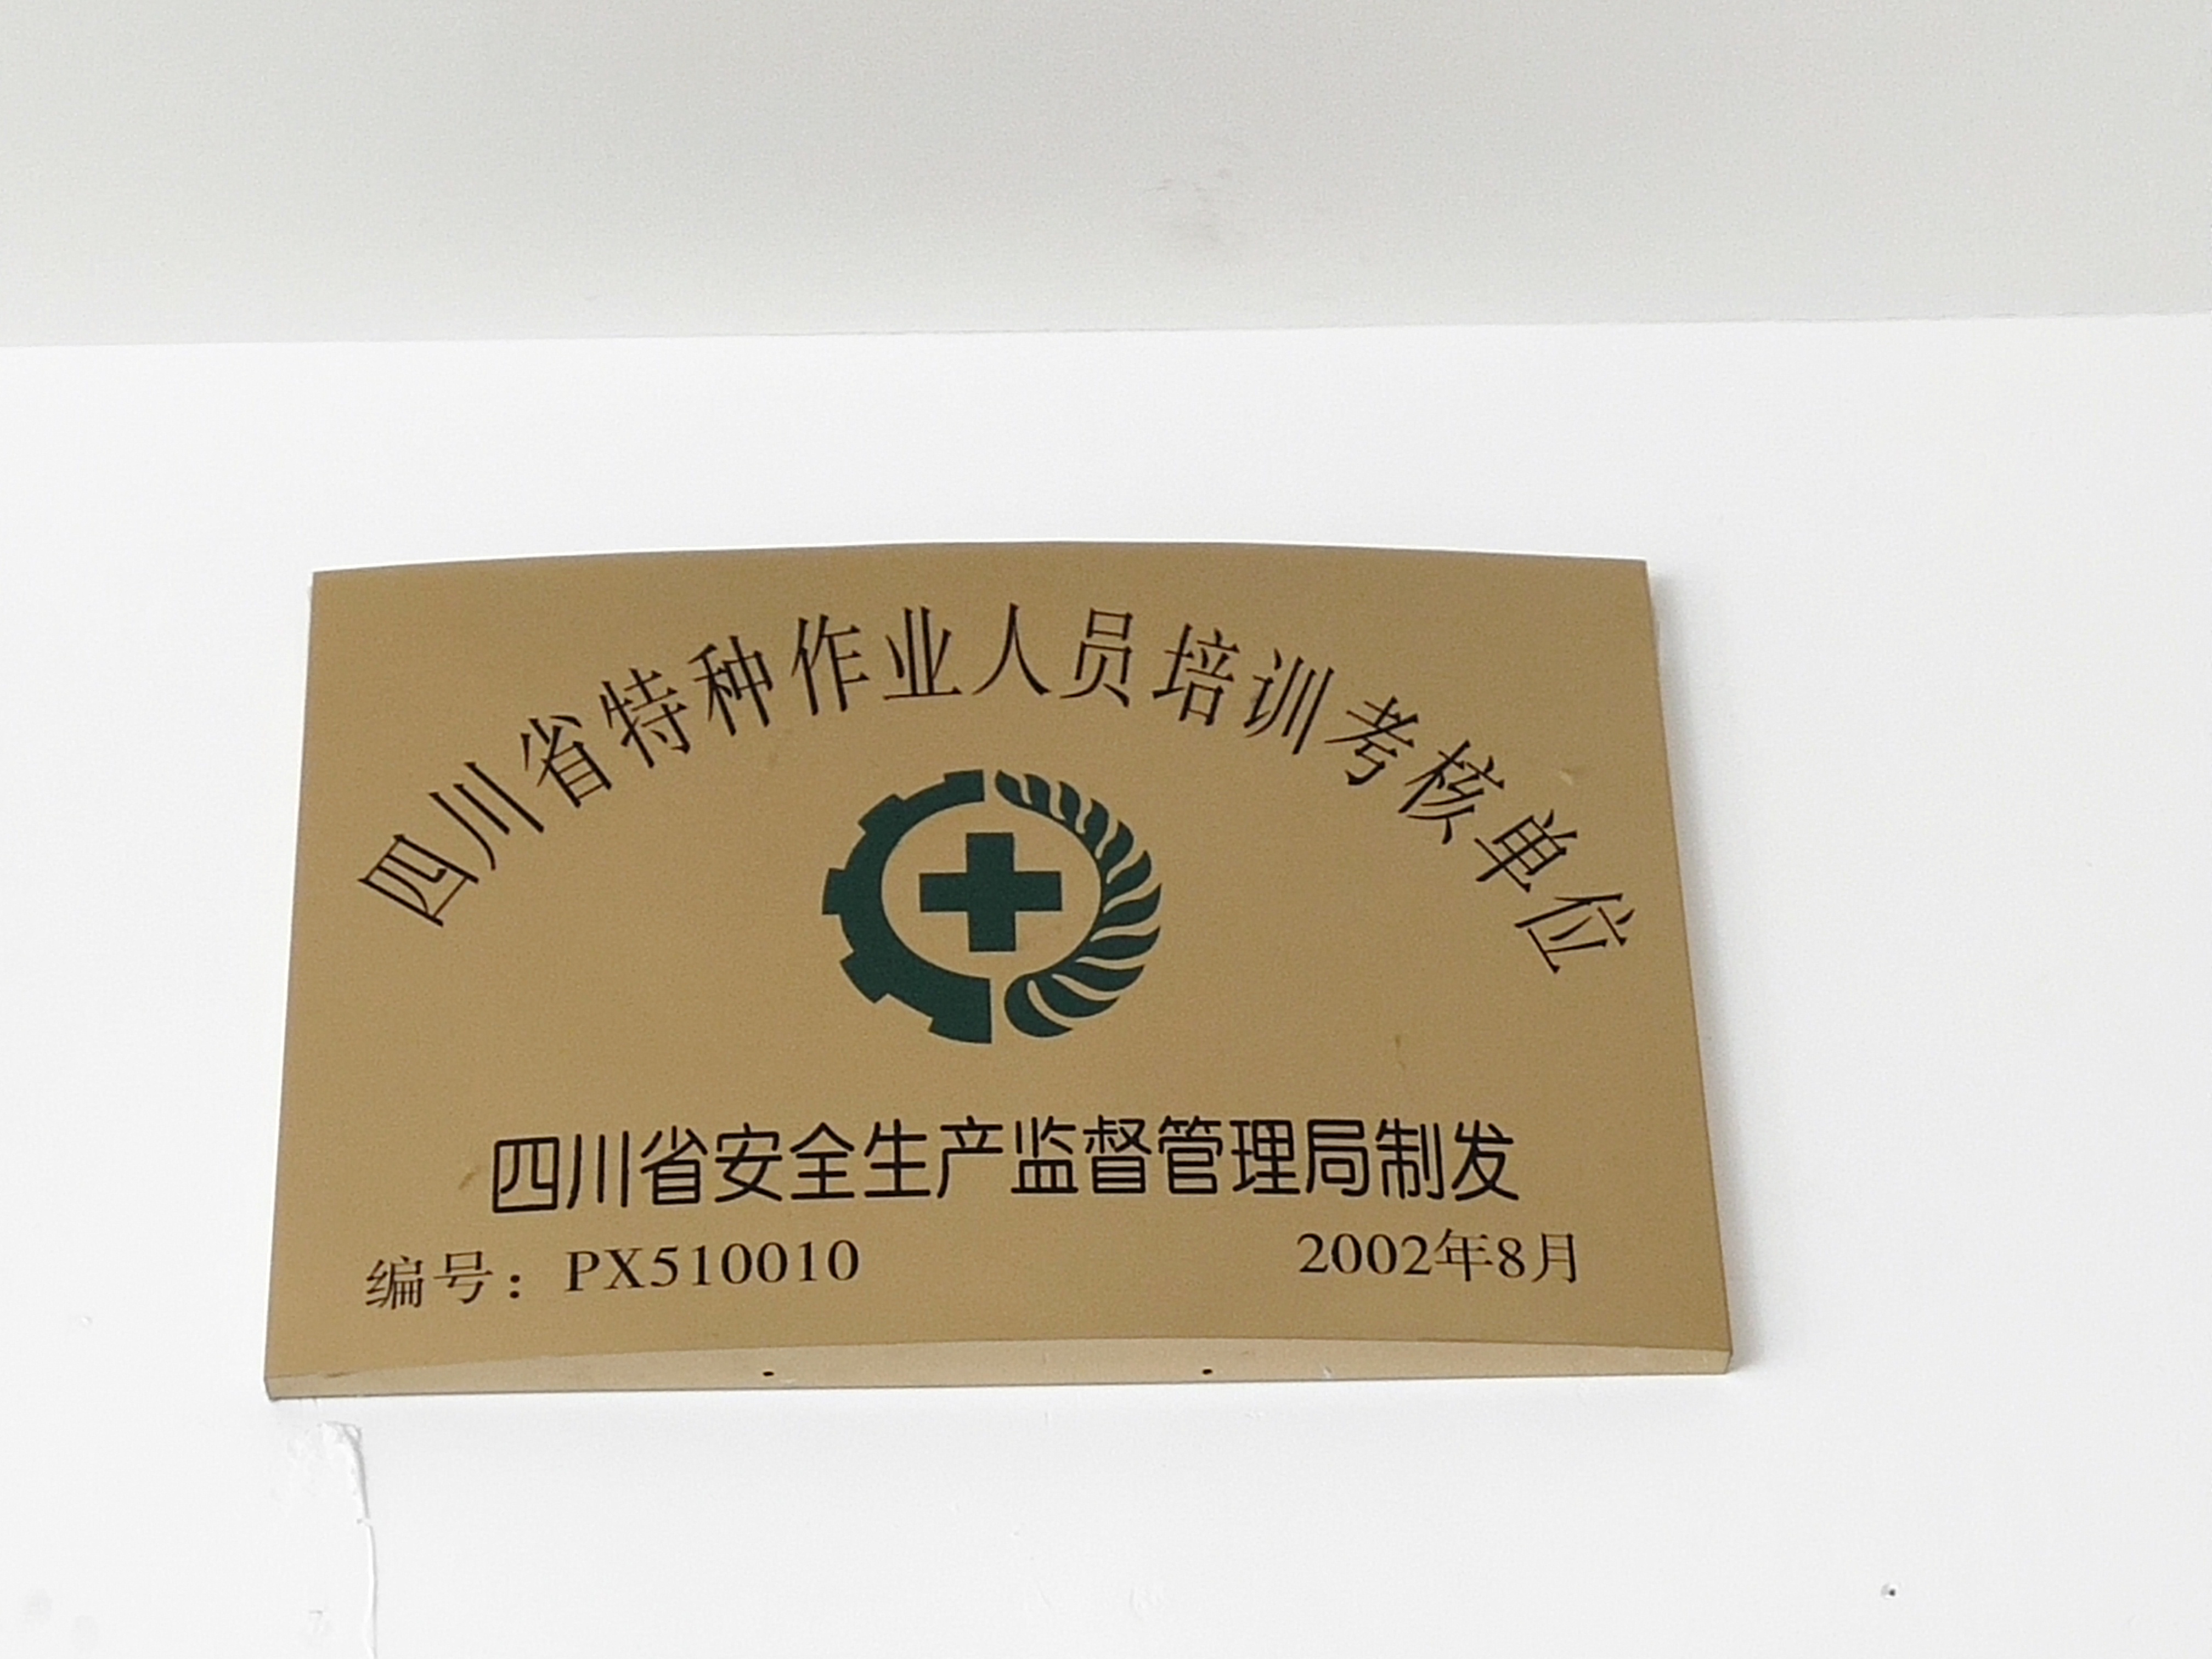 四川省特种作业人员培训考核单位
四川省安全生产监督管理局制发
编号：PX510010
2002年8月